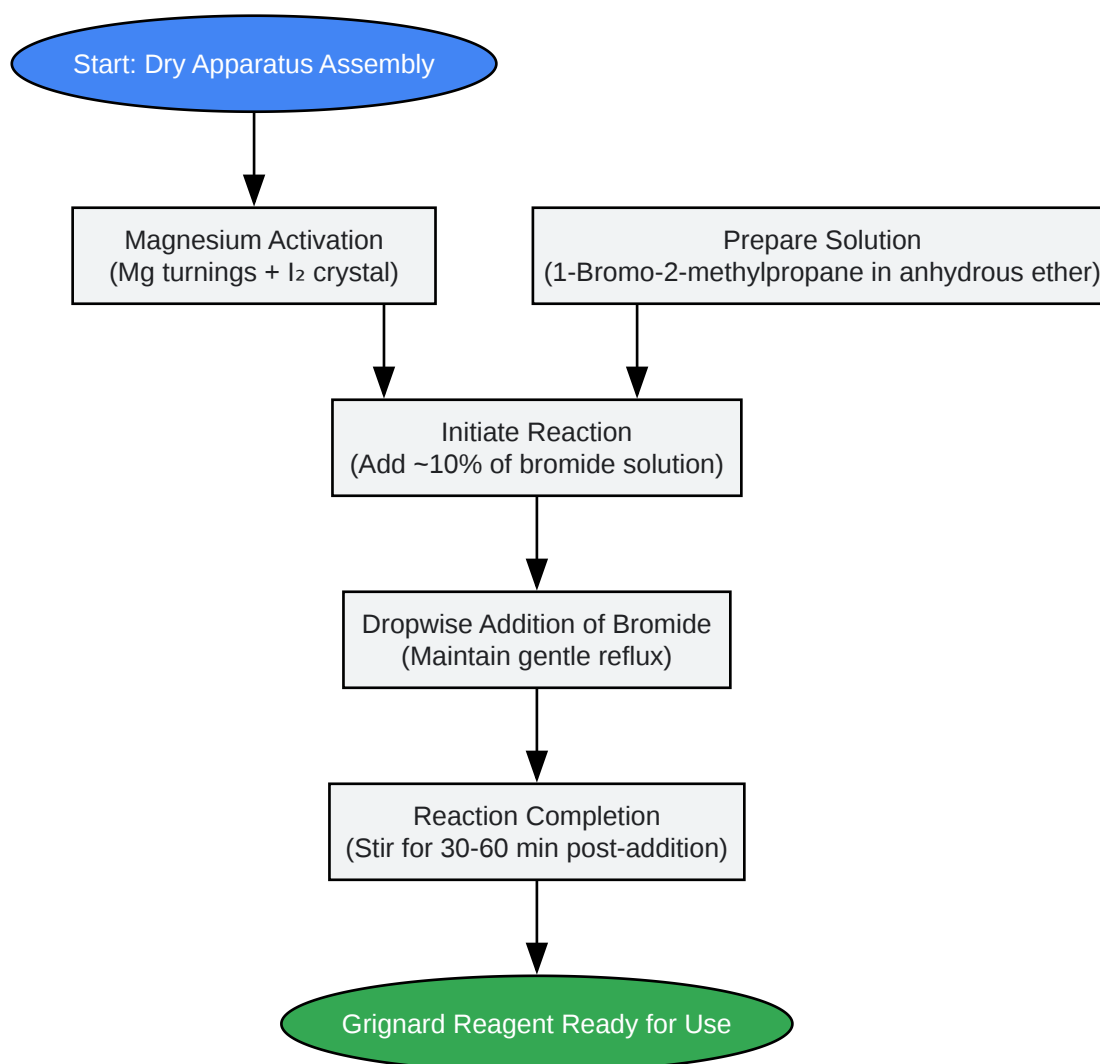 Start: Dry Apparatus Assembly
Magnesium Activation
(Mg turnings + I₂ crystal)
Prepare Solution
(1-Bromo-2-methylpropane in anhydrous ether)
Initiate Reaction
(Add ~10% of bromide solution)
Dropwise Addition of Bromide
(Maintain gentle reflux)
Reaction Completion
(Stir for 30-60 min post-addition)
Grignard Reagent Ready for Use